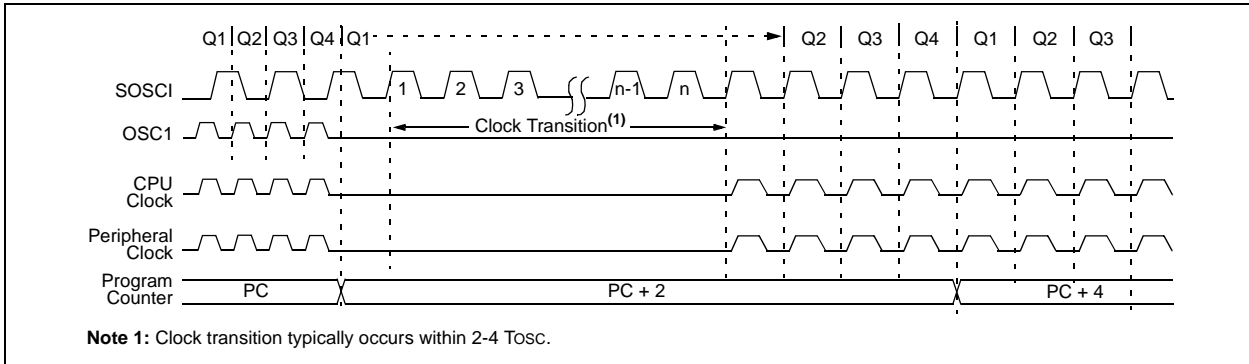 Q1 Q2 Q3 Q4 Q1 Q2 Q3 Q4 Q1 Q2 Q3
SOSCI 1 2 3 n-1 n
Clock Transition(1)
OSC1
CPU
Clock
Peripheral
Clock
Program
Counter PC PC + 2 PC + 4
Note 1: Clock transition typically occurs within 2-4 TOSC.